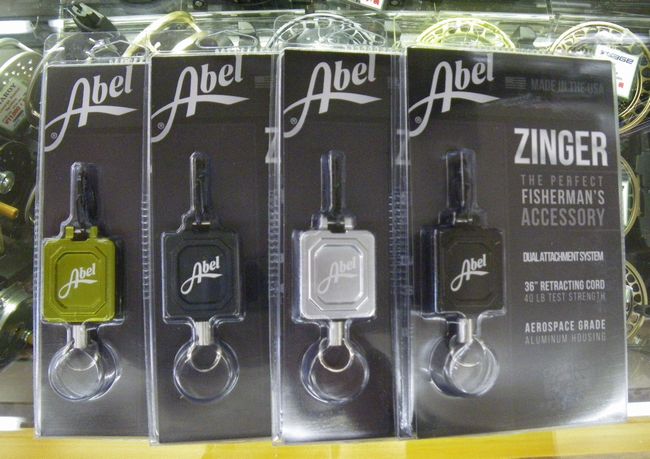 Abel
Abel
Abel
Abel
MADE IN THE USA
ZINGER
THE PERFECT
FISHERMAN'S
ACCESSORY
DUAL ATTACHMENT SYSTEM
36" RETRACTING CORD
40 LB TEST STRENGTH
AEROSPACE GRADE
ALUMINUM HOUSING
Abel
Abel
Abel
Abel
SAGE